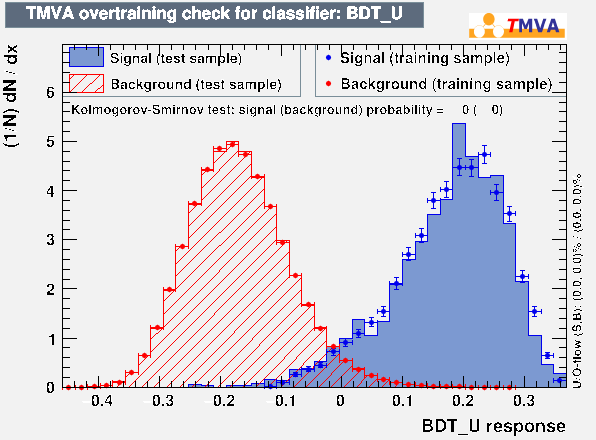 TMVA overtraining check for classifier: BDT_U
TMVA
Signal (test sample)
Background (test sample)
Signal (training sample)
Background (training sample)
Kolmogorov-Smirnov test: signal (background) probability = 0 ( 0)
(1/N) dN / dx
6
5
4
3
2
1
0
−0.4 −0.3 −0.2 −0.1 0 0.1 0.2 0.3
BDT_U response
U/O-flow (S,B): (0.0, 0.0)% / (0.0, 0.0)%